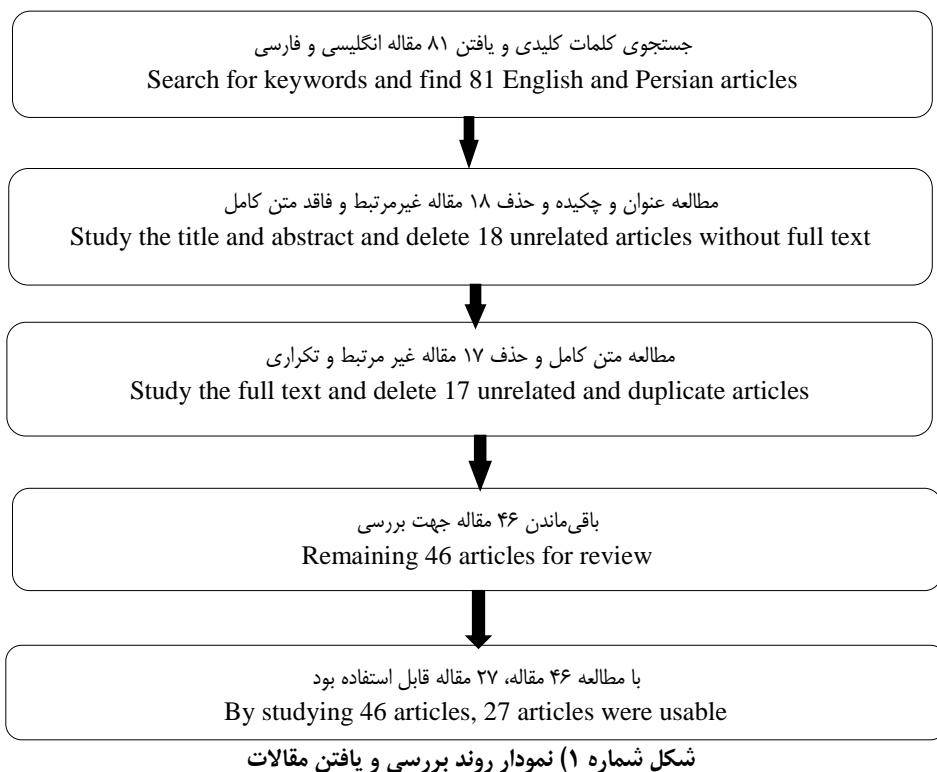 جستجوی کلمات کلیدی و یافتن ۸۱ مقاله انگلیسی و فارسی
Search for keywords and find 81 English and Persian articles
مطالعه عنوان و چکیده و حذف ۱۸ مقاله غیرمرتبط و فاقد متن کامل
Study the title and abstract and delete 18 unrelated articles without full text
مطالعه متن کامل و حذف ۱۷ مقاله غیر مرتبط و تکراری
Study the full text and delete 17 unrelated and duplicate articles
باقی‌ماندن ۴۶ مقاله جهت بررسی
Remaining 46 articles for review
با مطالعه ۴۶ مقاله، ۲۷ مقاله قابل استفاده بود
By studying 46 articles, 27 articles were usable
شکل شماره ۱) نمودار روند بررسی و یافتن مقالات